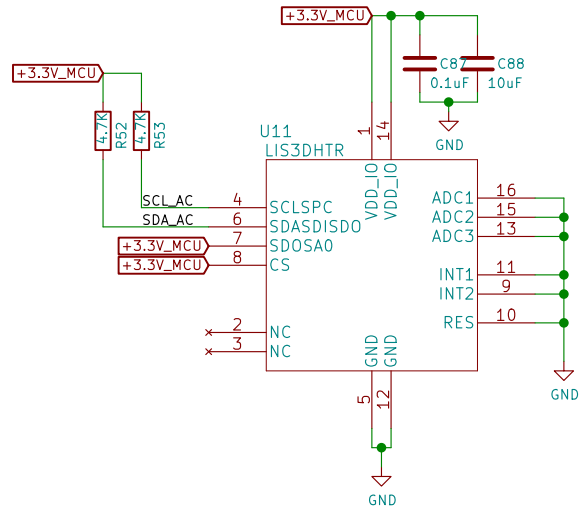 +3.3V_MCU
+3.3V_MCU
C87
0.1uF
C88
10uF
GND
4.7K
R52
4.7K
R53
U11
LIS3DHTR
1
14
VDD_IO
VDD_IO
SCL_AC
4
SCLSPC
SDA_AC
6
SDASDISDO
+3.3V_MCU
7
SDOSA0
+3.3V_MCU
8
CS
2
NC
3
NC
ADC1
16
ADC2
15
ADC3
13
INT1
11
INT2
9
RES
10
GND
GND
GND
5
12
GND